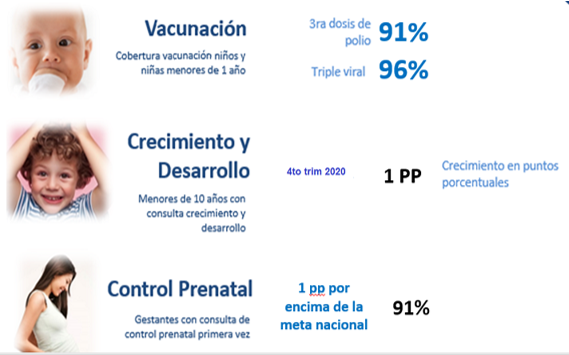 Vacunación
Cobertura vacunación niños y
niñas menores de 1 año
3ra dosis de
polio
91%
Triple viral
96%
Crecimiento y
Desarrollo
Menores de 10 años con
consulta crecimiento y
desarrollo
4to trim 2020
1 PP
Crecimiento en puntos
porcentuales
Control Prenatal
Gestantes con consulta de
control prenatal primera vez
1 pp por
encima de la
meta nacional
91%